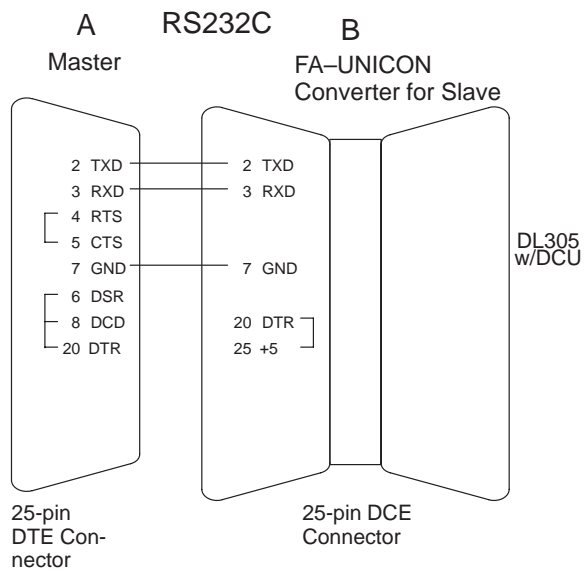 RS232C
A
Master
B
FA–UNICON
Converter for Slave
2 TXD
3 RXD
4 RTS
5 CTS
7 GND
6 DSR
8 DCD
20 DTR
2 TXD
3 RXD
7 GND
20 DTR
25 +5
DL305
w/DCU
25-pin
DTE Con-
nector
25-pin DCE
Connector